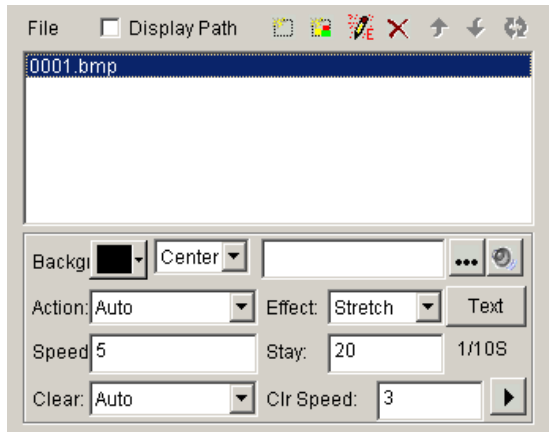 File Display Path E
0001.bmp
Backgr Center
Action: Auto Effect: Stretch Text
Speed 5 Stay: 20 1/10S
Clear: Auto Clr Speed: 3